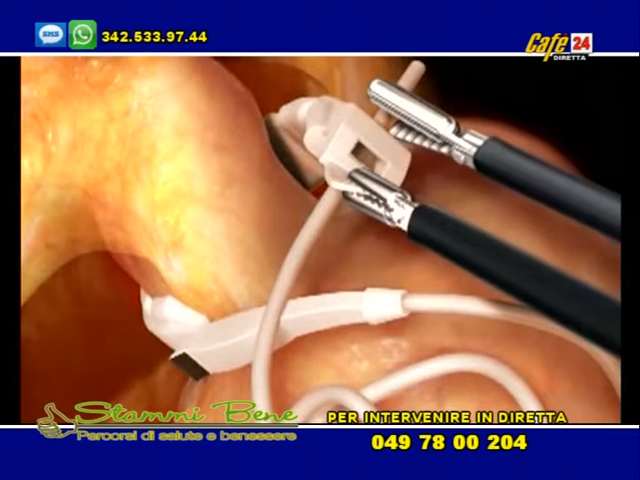 SMS
342.533.97.44
Cafe 24
DIRETTA
Stammi Bene
Percorsi di salute e benessere
PER INTERVENIRE IN DIRETTA
049 78 00 204